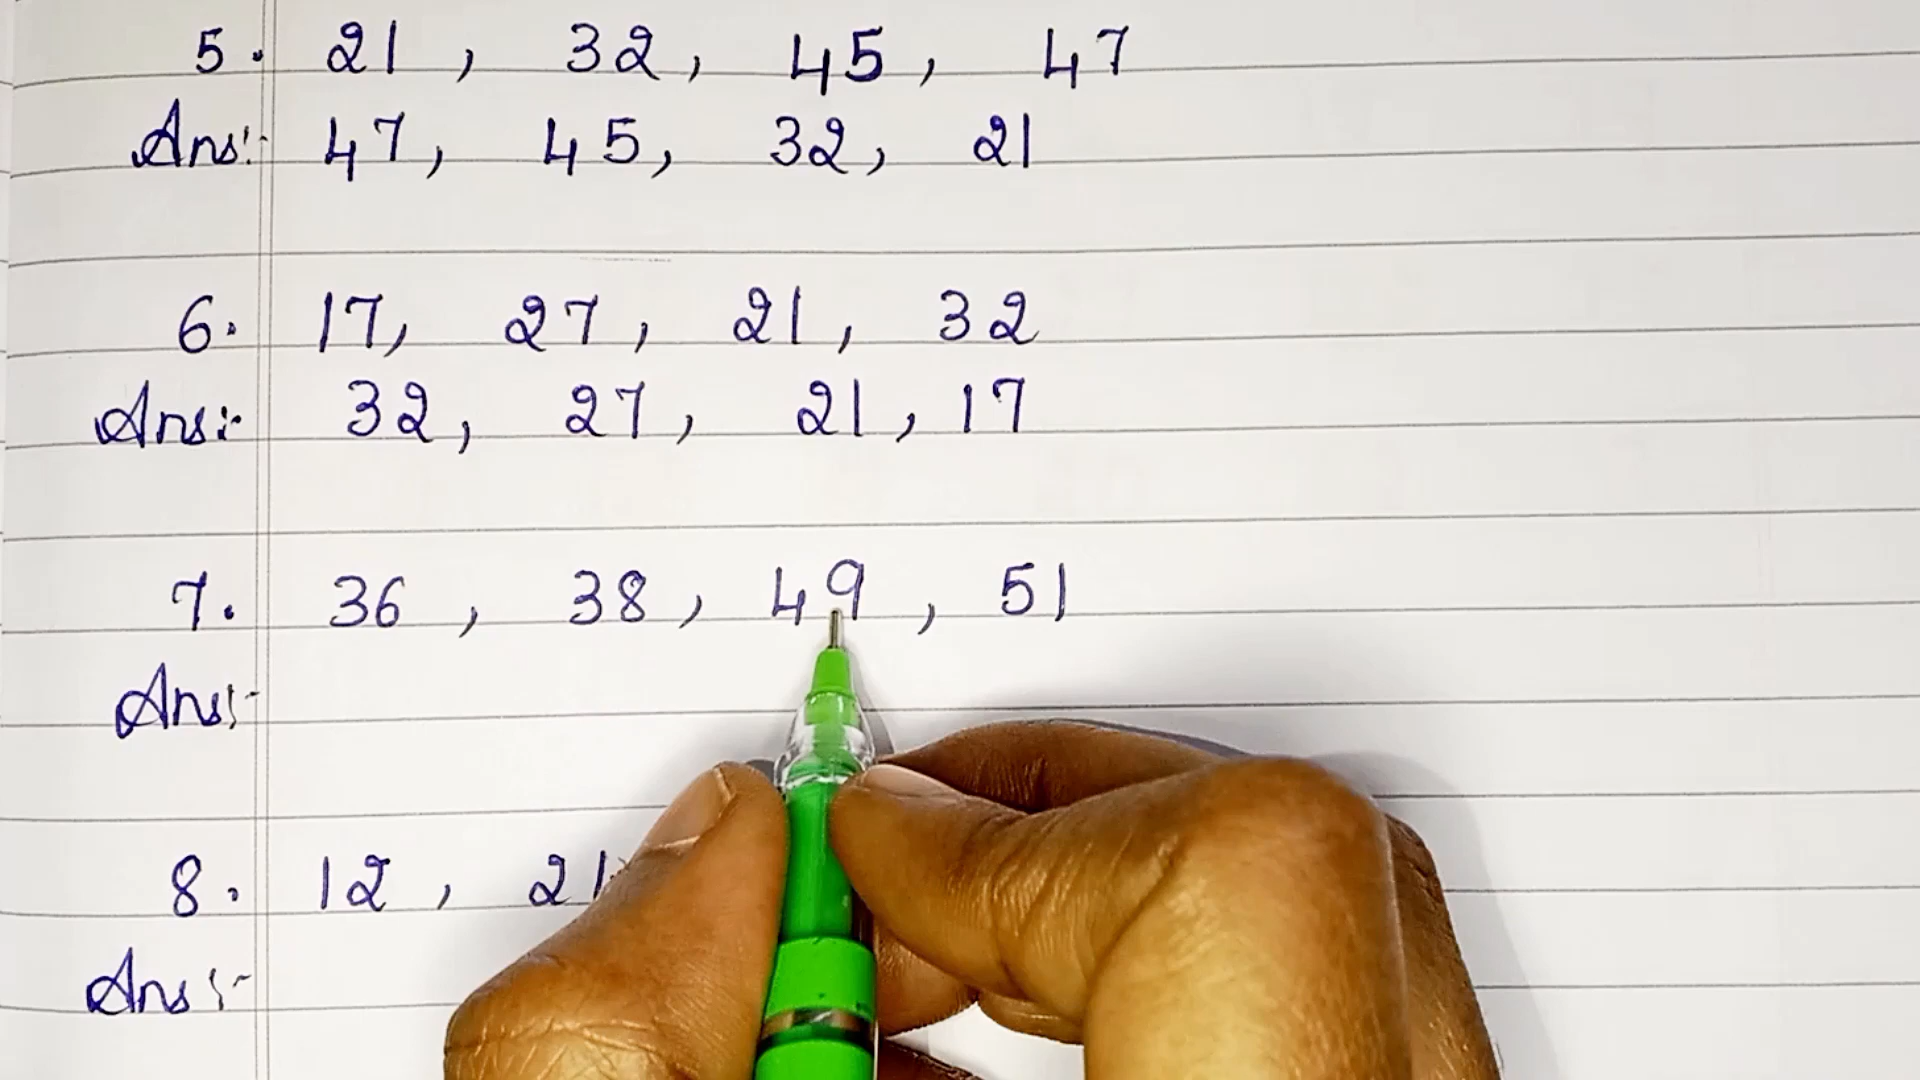 5. 21, 32, 45, 47
Ans:- 47, 45, 32, 21
6. 17, 27, 21, 32
Ans:- 32, 27, 21, 17
7. 36, 38, 49, 51
Ans:-
8. 12, 21
Ans:-